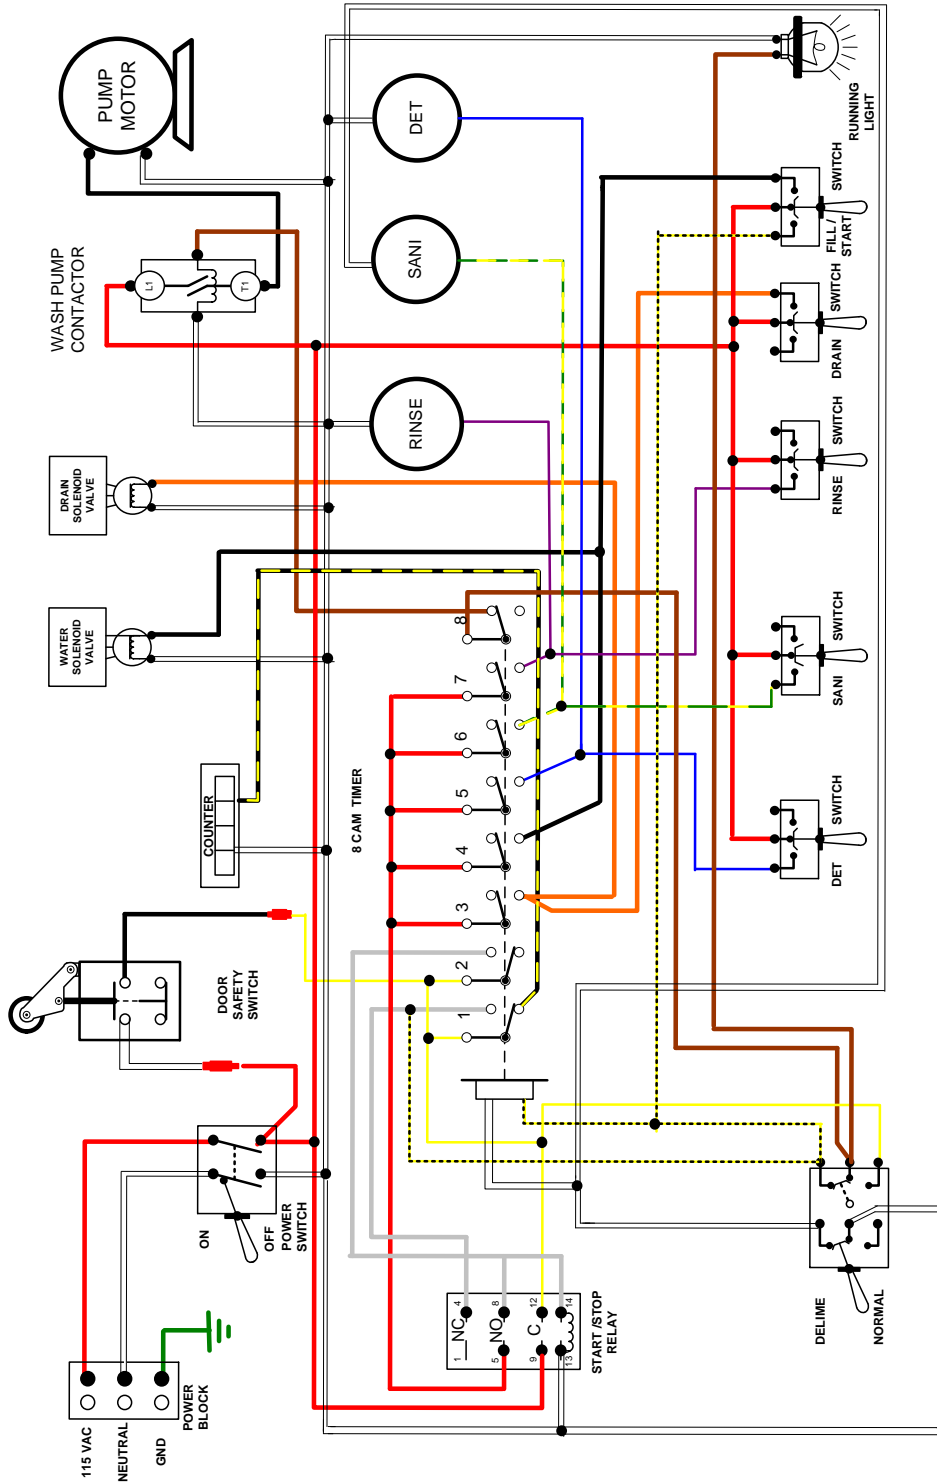 PUMP
MOTOR
WASH PUMP
CONTACTOR
L1
T1
DET
SANI
RINSE
RUNNING
LIGHT
DRAIN
SOLENOID
VALVE
WATER
SOLENOID
VALVE
COUNTER
8 CAM TIMER
8
7
6
5
4
3
2
1
FILL /
START
SWITCH
DRAIN
SWITCH
RINSE
SWITCH
SANI
SWITCH
DET
SWITCH
DOOR
SAFETY
SWITCH
ON
OFF
POWER
SWITCH
115 VAC
NEUTRAL
GND
POWER
BLOCK
1
NC
4
5
NO
8
9
C
12
13
14
START /STOP
RELAY
DELIME
NORMAL